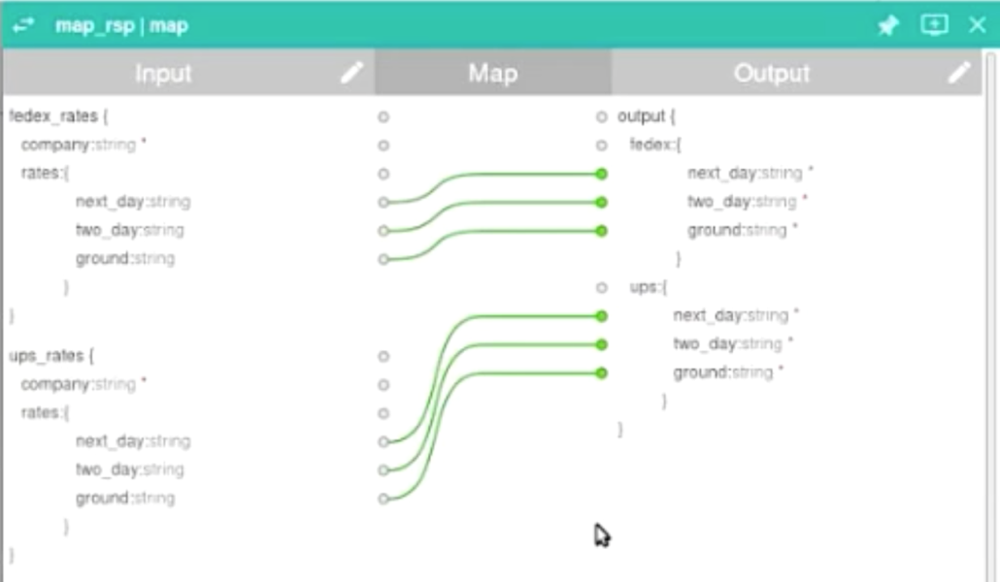 map_rsp | map
Input
Map
Output
fedex_rates {
company:string *
rates:{
next_day:string
two_day:string
ground:string
}
}
ups_rates {
company:string *
rates:{
next_day:string
two_day:string
ground:string
}
}
output {
fedex:{
next_day:string *
two_day:string *
ground:string *
}
ups:{
next_day:string *
two_day:string *
ground:string *
}
}